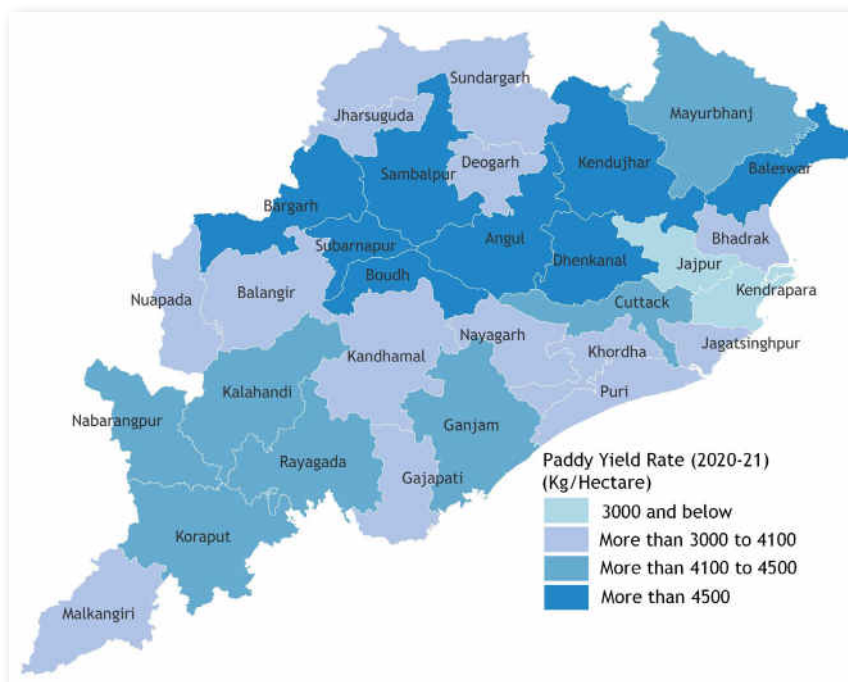 Sundargarh
Jharsuguda
Mayurbhanj
Deogarh
Sambalpur
Kendujhar
Baleswar
Bargarh
Subarnapur
Angul
Bhadrak
Dhenkanal
Jajpur
Boudh
Nuapada
Balangir
Kendrapara
Cuttack
Nayagarh
Jagatsinghpur
Kandhamal
Khordha
Puri
Kalahandi
Nabarangpur
Ganjam
Rayagada
Gajapati
Koraput
Malkangiri
Paddy Yield Rate (2020-21)
(Kg/Hectare)
3000 and below
More than 3000 to 4100
More than 4100 to 4500
More than 4500